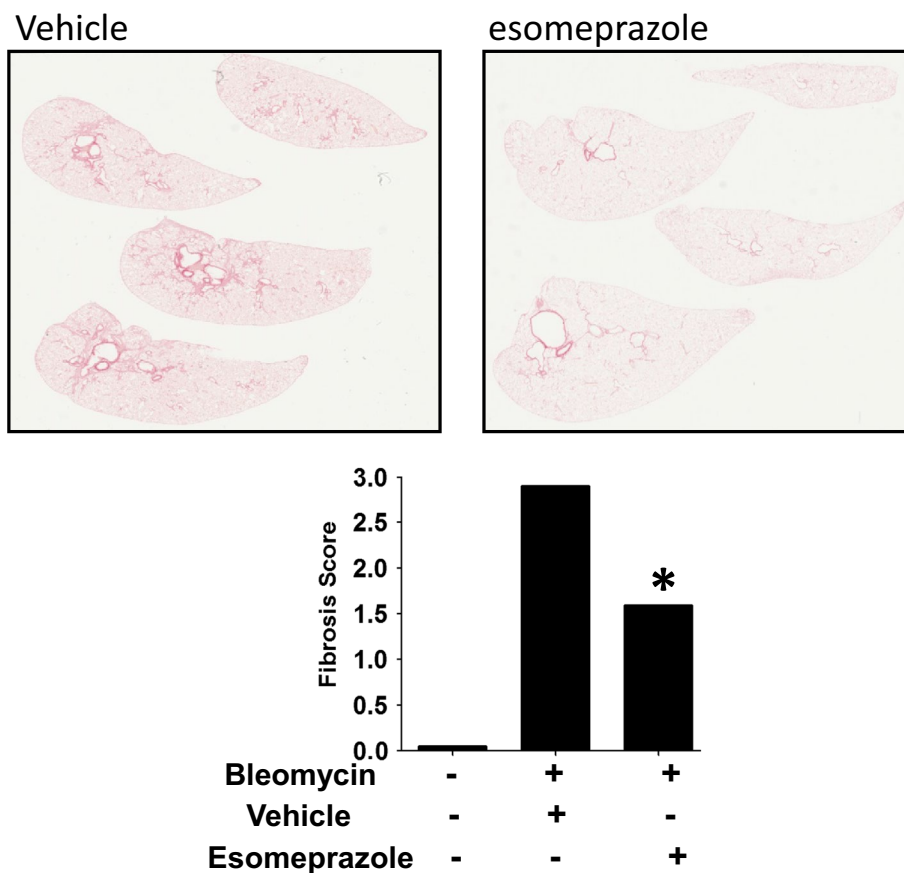 Vehicle
esomeprazole
Fibrosis Score
3.0
2.5
2.0
1.5
1.0
0.5
0.0
*
Bleomycin - + +
Vehicle - + -
Esomeprazole - - +